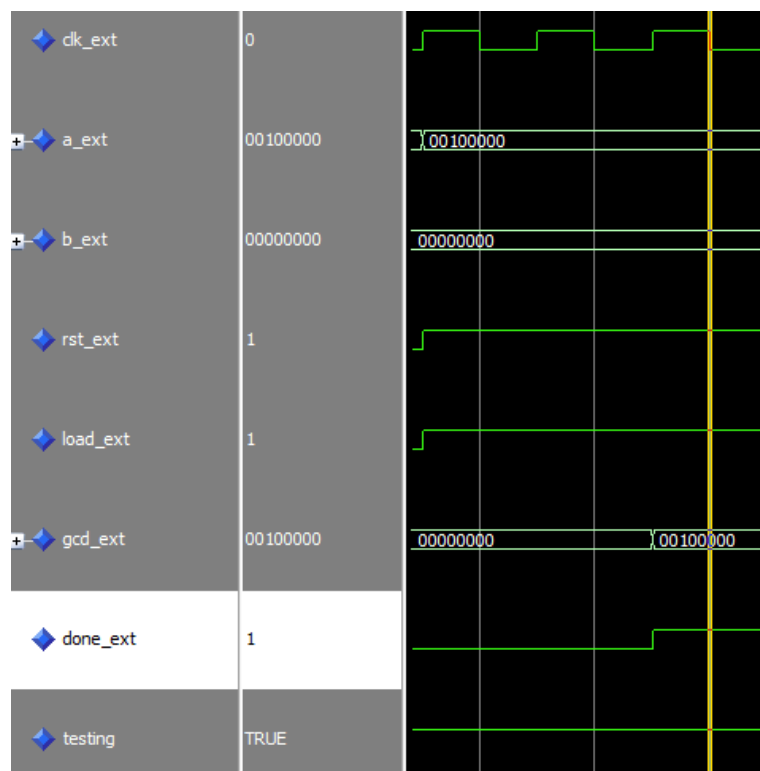 clk_ext 0
a_ext 00100000 00100000
b_ext 00000000 00000000
rst_ext 1
load_ext 1
gcd_ext 00100000 00000000 00100000
done_ext 1
testing TRUE